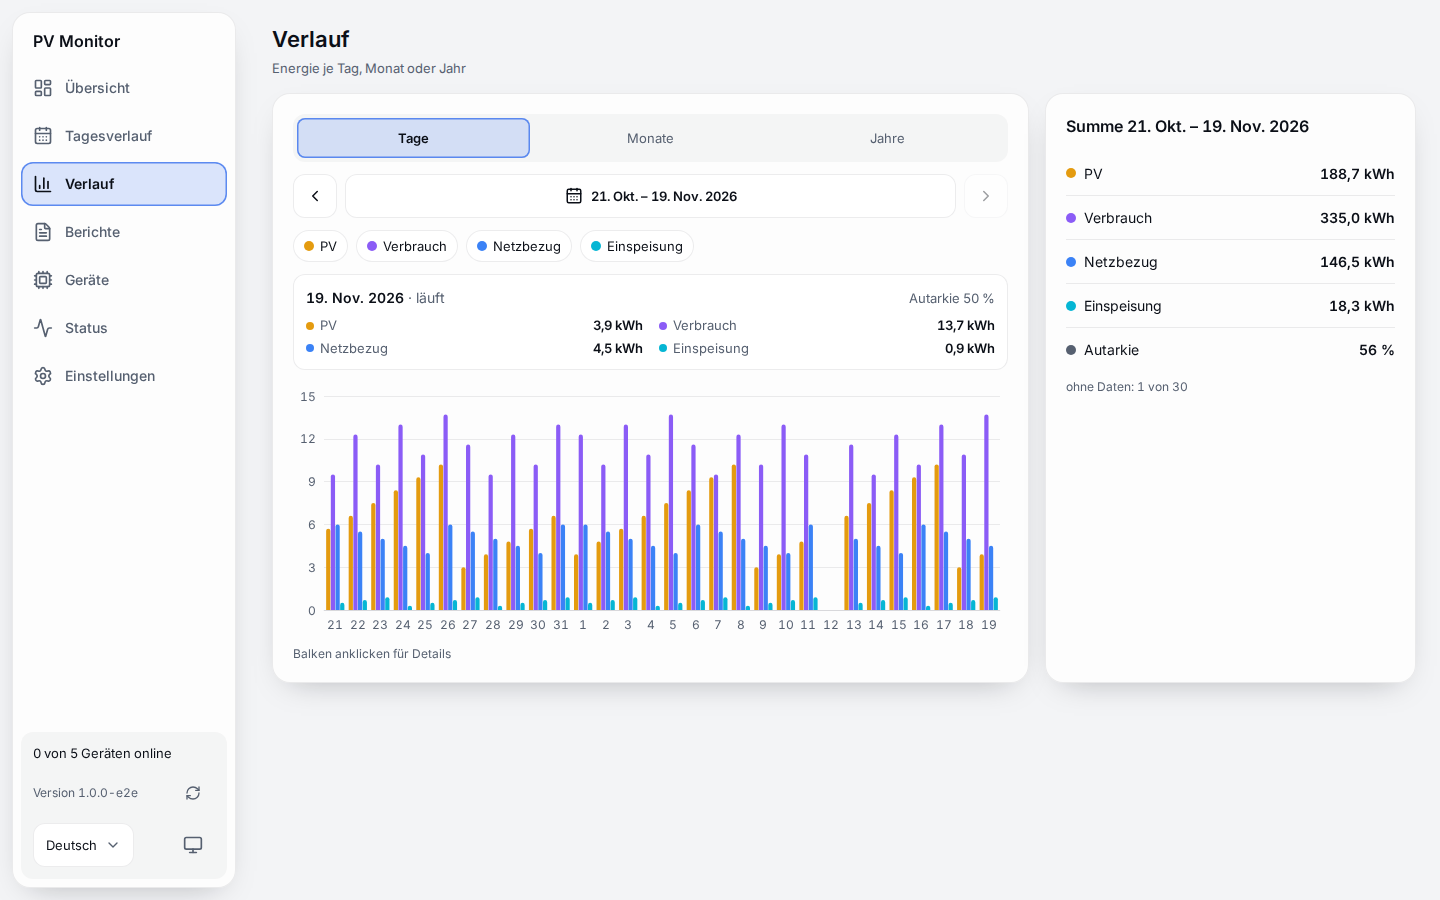 PV Monitor
Übersicht
Tagesverlauf
Verlauf
Berichte
Geräte
Status
Einstellungen
0 von 5 Geräten online
Version 1.0.0-e2e
Deutsch
Verlauf
Energie je Tag, Monat oder Jahr
Tage Monate Jahre
21. Okt. – 19. Nov. 2026
PV Verbrauch Netzbezug Einspeisung
19. Nov. 2026 · läuft Autarkie 50 %
PV 3,9 kWh Verbrauch 13,7 kWh
Netzbezug 4,5 kWh Einspeisung 0,9 kWh
15
12
9
6
3
0
21 22 23 24 25 26 27 28 29 30 31 1 2 3 4 5 6 7 8 9 10 11 12 13 14 15 16 17 18 19
Balken anklicken für Details
Summe 21. Okt. – 19. Nov. 2026
PV 188,7 kWh
Verbrauch 335,0 kWh
Netzbezug 146,5 kWh
Einspeisung 18,3 kWh
Autarkie 56 %
ohne Daten: 1 von 30